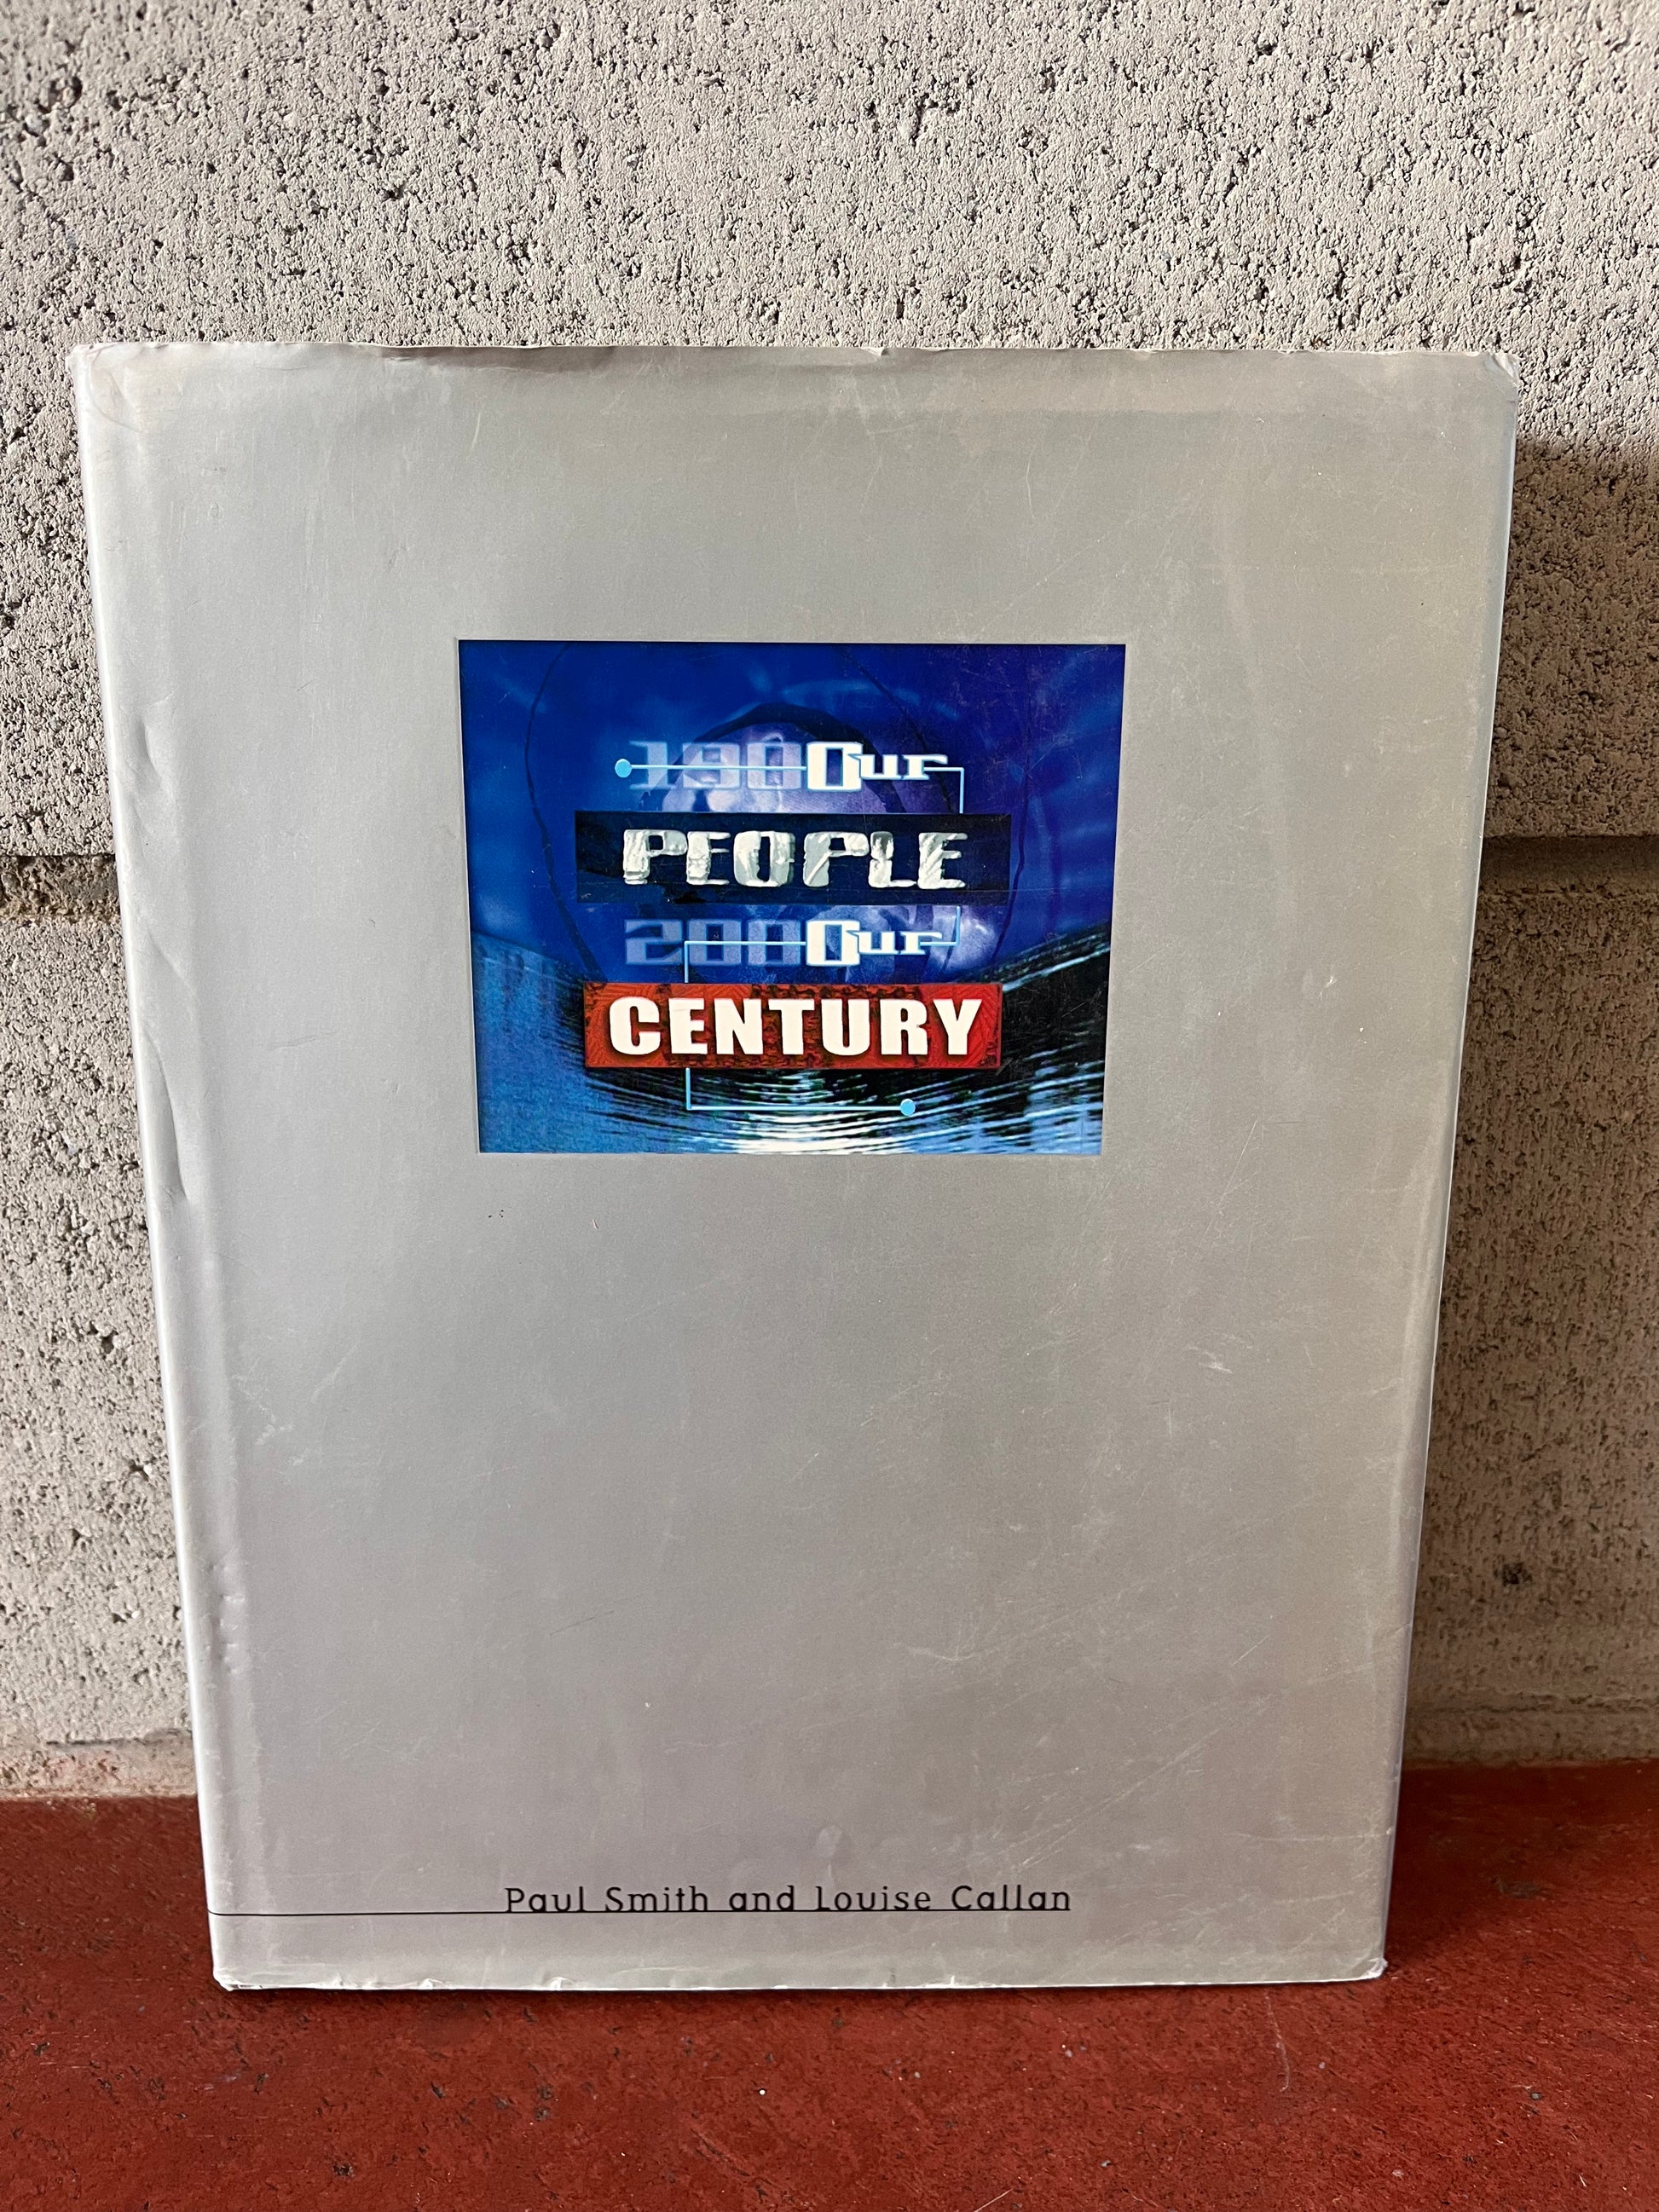 1900ur
PEOPLE
2000ur
CENTURY
Paul Smith and Louise Callan